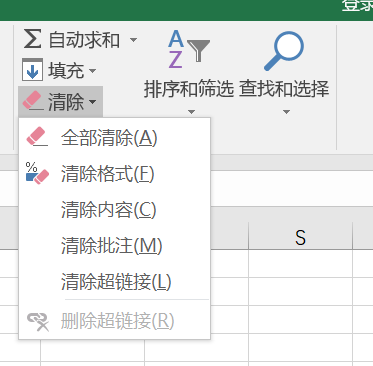 登录
自动求和
填充
清除
排序和筛选
查找和选择
全部清除(A)
清除格式(F)
清除内容(C)
清除批注(M)
清除超链接(L)
删除超链接(R)
S